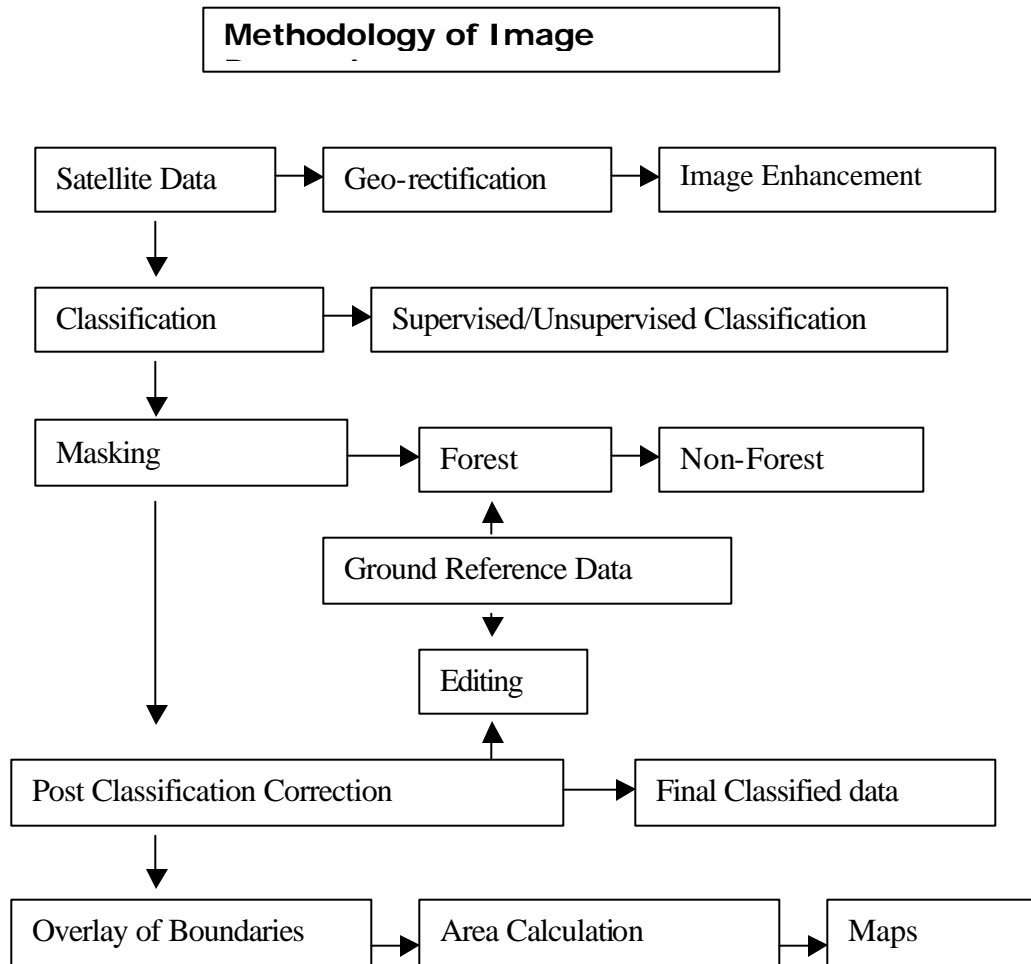 Methodology of Image
Satellite Data
Geo-rectification
Image Enhancement
Classification
Supervised/Unsupervised Classification
Masking
Forest
Non-Forest
Ground Reference Data
Editing
Post Classification Correction
Final Classified data
Overlay of Boundaries
Area Calculation
Maps